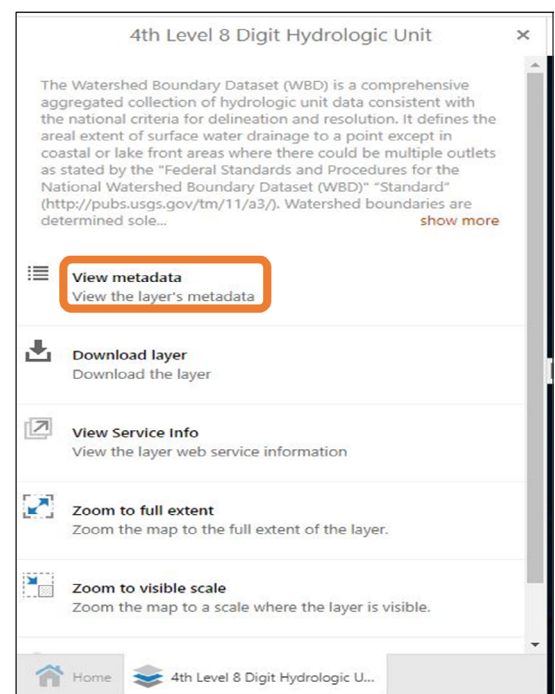 4th Level 8 Digit Hydrologic Unit
The Watershed Boundary Dataset (WBD) is a comprehensive
aggregated collection of hydrologic unit data consistent with
the national criteria for delineation and resolution. It defines the
areal extent of surface water drainage to a point except in
coastal or lake front areas where there could be multiple outlets
as stated by the "Federal Standards and Procedures for the
National Watershed Boundary Dataset (WBD)" "Standard"
(http://pubs.usgs.gov/tm/11/a3/). Watershed boundaries are
determined sole... show more
View metadata
View the layer's metadata
Download layer
Download the layer
View Service Info
View the layer web service information
Zoom to full extent
Zoom the map to the full extent of the layer.
Zoom to visible scale
Zoom the map to a scale where the layer is visible.
Home 4th Level 8 Digit Hydrologic U...